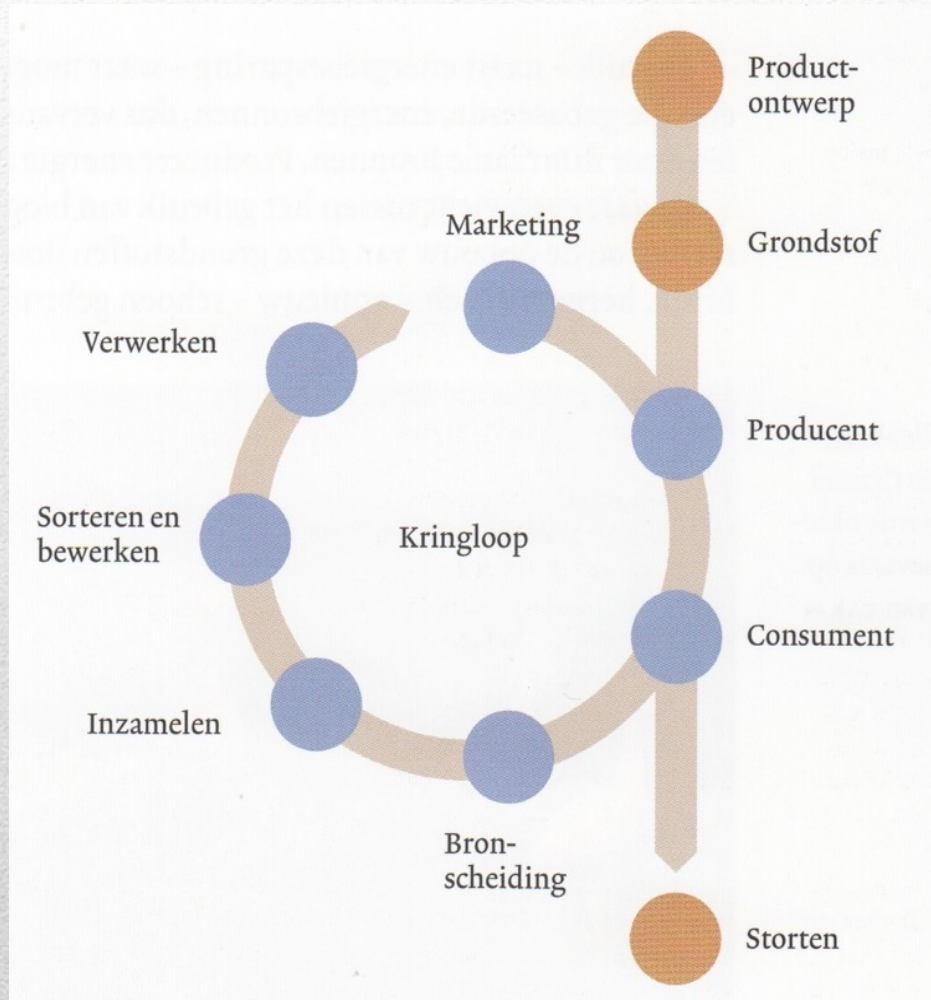 Product-
ontwerp
Marketing
Grondstof
Verwerken
Producent
Sorteren en
bewerken
Kringloop
Consument
Inzamelen
Bron-
scheiding
Storten